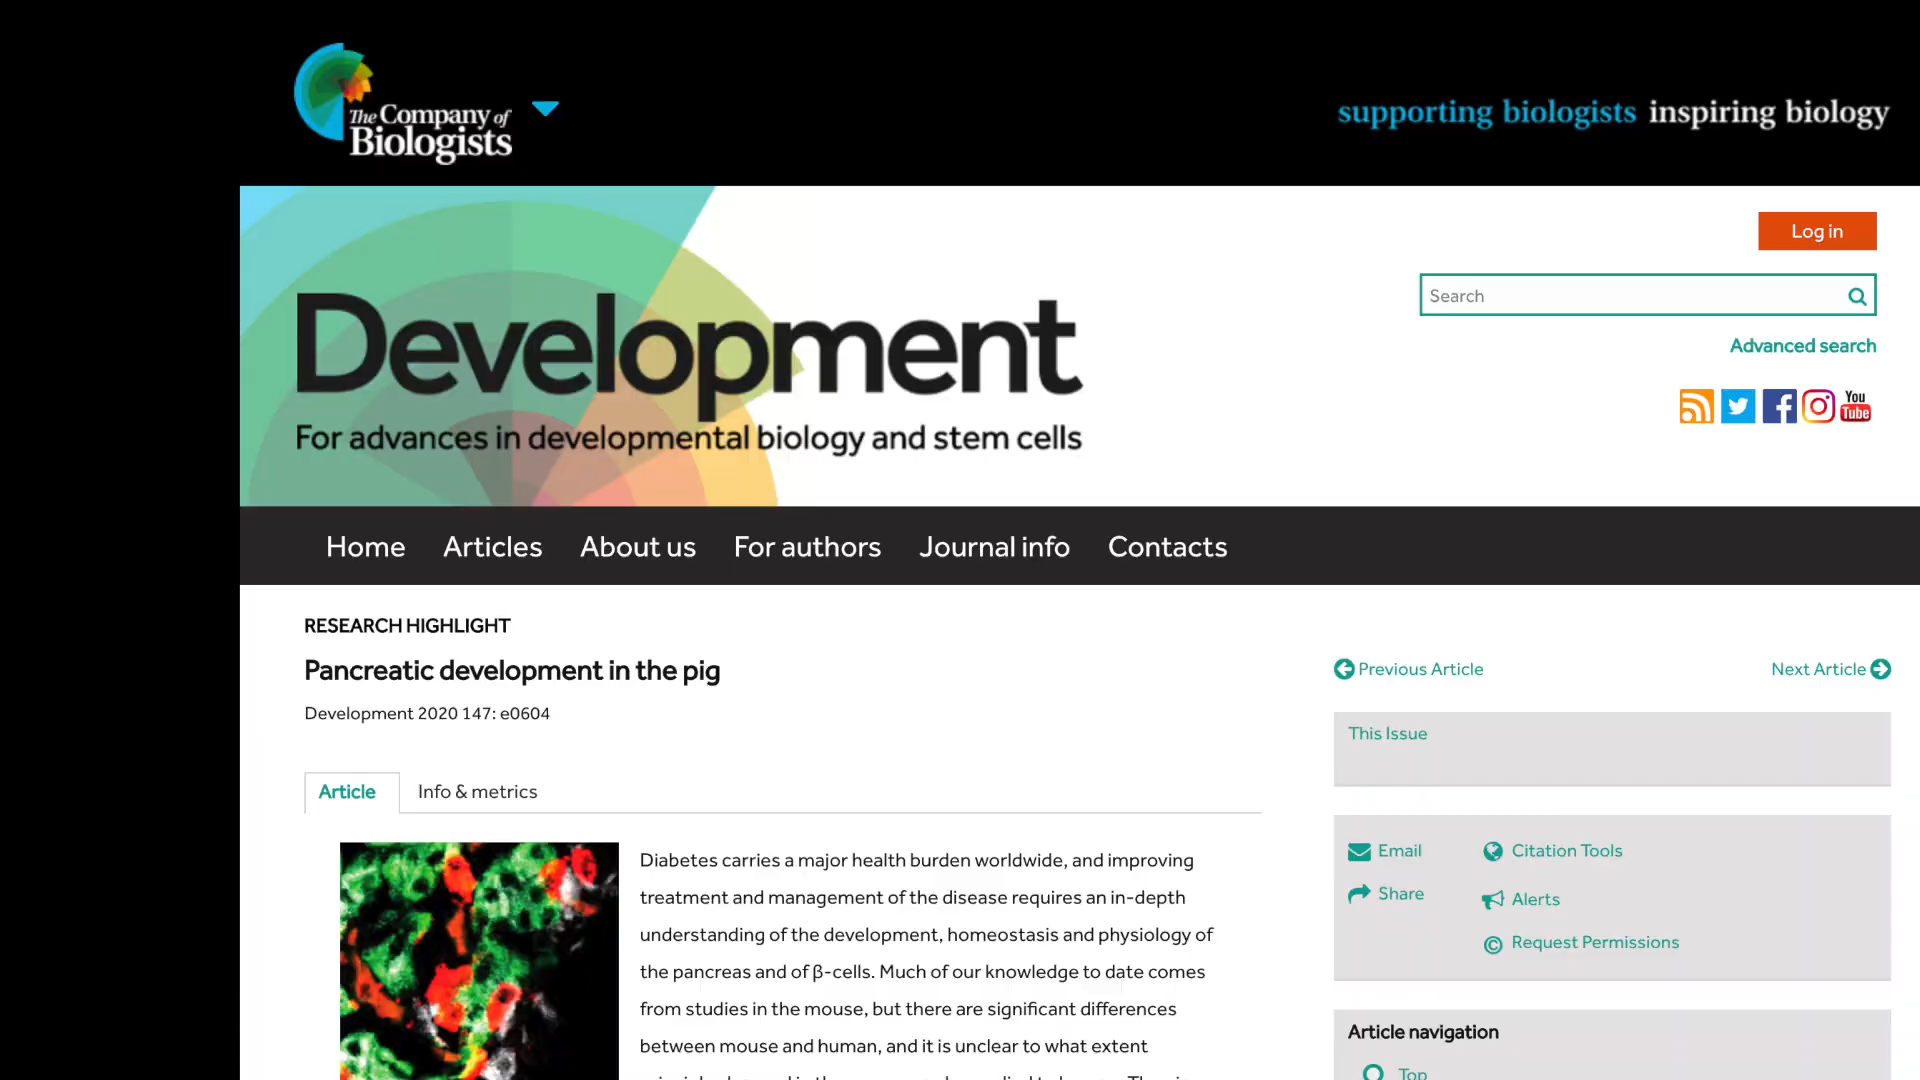 The Company of
Biologists
supporting biologists inspiring biology
Log in
Search
Advanced search
Development
For advances in developmental biology and stem cells
You
Tube
Home Articles About us For authors Journal info Contacts
RESEARCH HIGHLIGHT
Pancreatic development in the pig
Development 2020 147: e0604
Previous Article Next Article
This Issue
Article Info & metrics
Email Citation Tools
Share Alerts
Request Permissions
Diabetes carries a major health burden worldwide, and improving
treatment and management of the disease requires an in-depth
understanding of the development, homeostasis and physiology of
the pancreas and of β-cells. Much of our knowledge to date comes
from studies in the mouse, but there are significant differences
between mouse and human, and it is unclear to what extent
Article navigation
Top